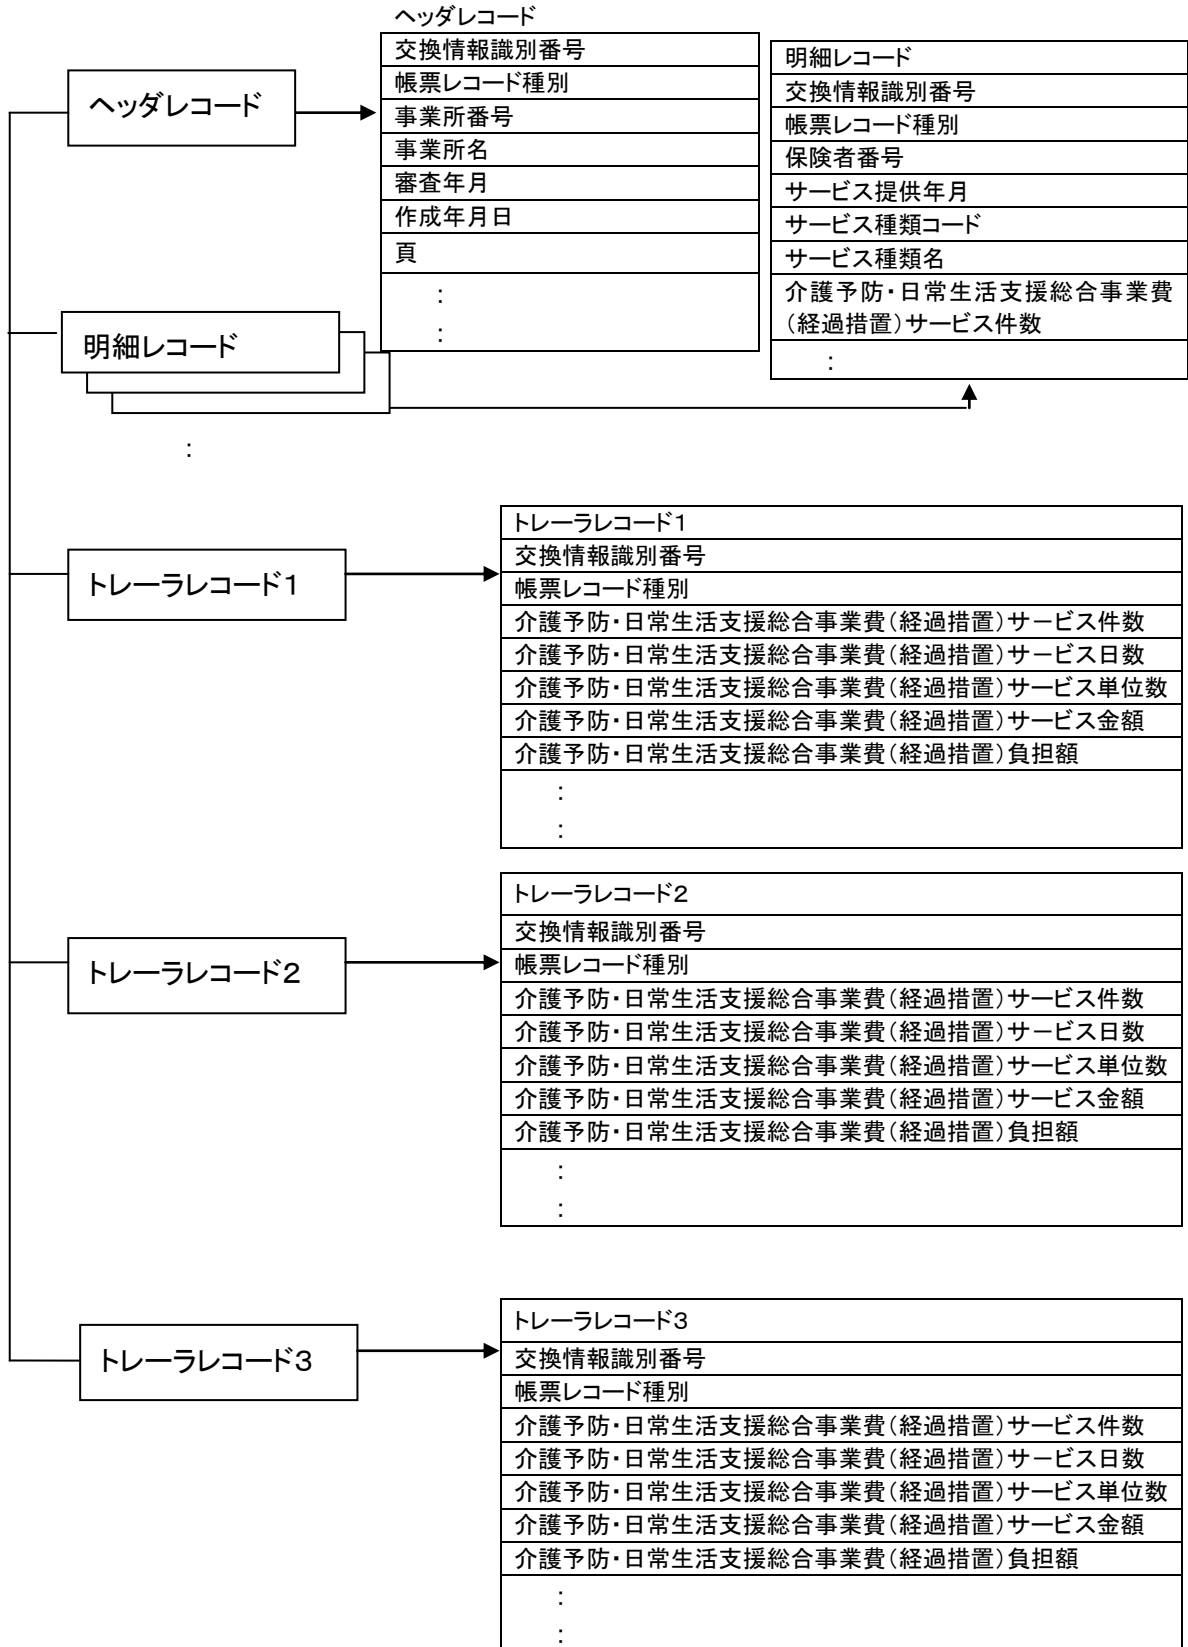 ヘッダレコード
ヘッダレコード
交換情報識別番号
帳票レコード種別
事業所番号
事業所名
審査年月
作成年月日
頁
:
:
明細レコード
明細レコード
交換情報識別番号
帳票レコード種別
保険者番号
サービス提供年月
サービス種類コード
サービス種類名
介護予防・日常生活支援総合事業費
(経過措置)サービス件数
:
:
トレーラレコード1
トレーラレコード1
交換情報識別番号
帳票レコード種別
介護予防・日常生活支援総合事業費(経過措置)サービス件数
介護予防・日常生活支援総合事業費(経過措置)サービス日数
介護予防・日常生活支援総合事業費(経過措置)サービス単位数
介護予防・日常生活支援総合事業費(経過措置)サービス金額
介護予防・日常生活支援総合事業費(経過措置)負担額
:
:
トレーラレコード2
トレーラレコード2
交換情報識別番号
帳票レコード種別
介護予防・日常生活支援総合事業費(経過措置)サービス件数
介護予防・日常生活支援総合事業費(経過措置)サービス日数
介護予防・日常生活支援総合事業費(経過措置)サービス単位数
介護予防・日常生活支援総合事業費(経過措置)サービス金額
介護予防・日常生活支援総合事業費(経過措置)負担額
:
:
トレーラレコード3
トレーラレコード3
交換情報識別番号
帳票レコード種別
介護予防・日常生活支援総合事業費(経過措置)サービス件数
介護予防・日常生活支援総合事業費(経過措置)サービス日数
介護予防・日常生活支援総合事業費(経過措置)サービス単位数
介護予防・日常生活支援総合事業費(経過措置)サービス金額
介護予防・日常生活支援総合事業費(経過措置)負担額
:
: